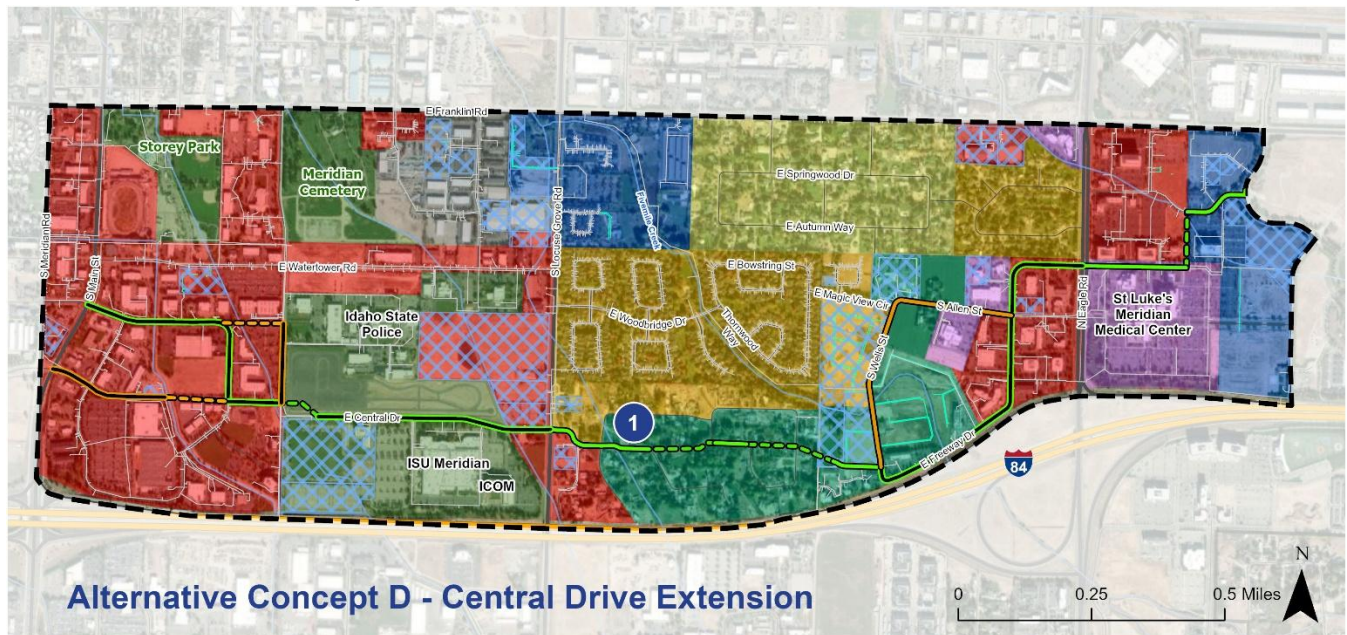 E Franklin Rd
Storey Park
Meridian
Cemetery
E Springwood Dr
Fivemile Creek
S Meridian Rd
S Main St
S Locuse Grove Rd
E Autumn Way
E Watertower Rd
E Bowstring St
E Magic View Cir
Idaho State
Police
E Woodbridge Dr
Thornwood
Way
S Allen St
S Wells St
N Eagle Rd
St Luke's
Meridian
Medical Center
E Central Dr
1
ISU Meridian
ICOM
E Freeway Dr
84
Alternative Concept D - Central Drive Extension
N
0 0.25 0.5 Miles